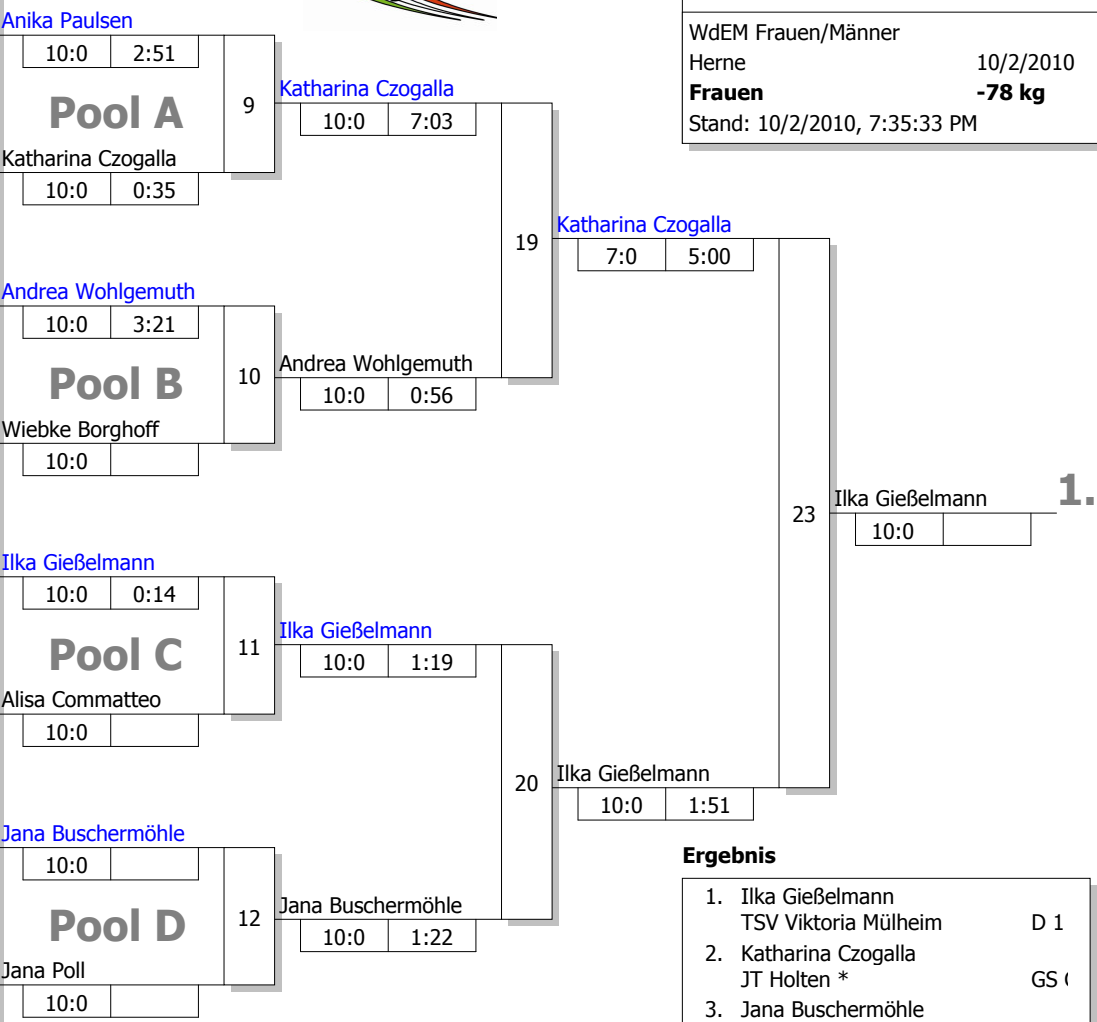 Anika Paulsen
10:0 2:51
Pool A
9
Katharina Czogalla
10:0 0:35
Katharina Czogalla
10:0 7:03
WdEM Frauen/Männer
Herne 10/2/2010
Frauen -78 kg
Stand: 10/2/2010, 7:35:33 PM
19
Katharina Czogalla
7:0 5:00
Andrea Wohlgemuth
10:0 3:21
Pool B
10
Wiebke Borghoff
10:0
Andrea Wohlgemuth
10:0 0:56
23
Ilka Gießelmann
10:0
1.
Ilka Gießelmann
10:0 0:14
Pool C
11
Alisa Commatteo
10:0
Ilka Gießelmann
10:0 1:19
20
Ilka Gießelmann
10:0 1:51
Jana Buschermöhle
10:0
Pool D
12
Jana Poll
10:0
Jana Buschermöhle
10:0 1:22
Ergebnis
1. Ilka Gießelmann
TSV Viktoria Mülheim D 1
2. Katharina Czogalla
JT Holten * GS
3. Jana Buschermöhle